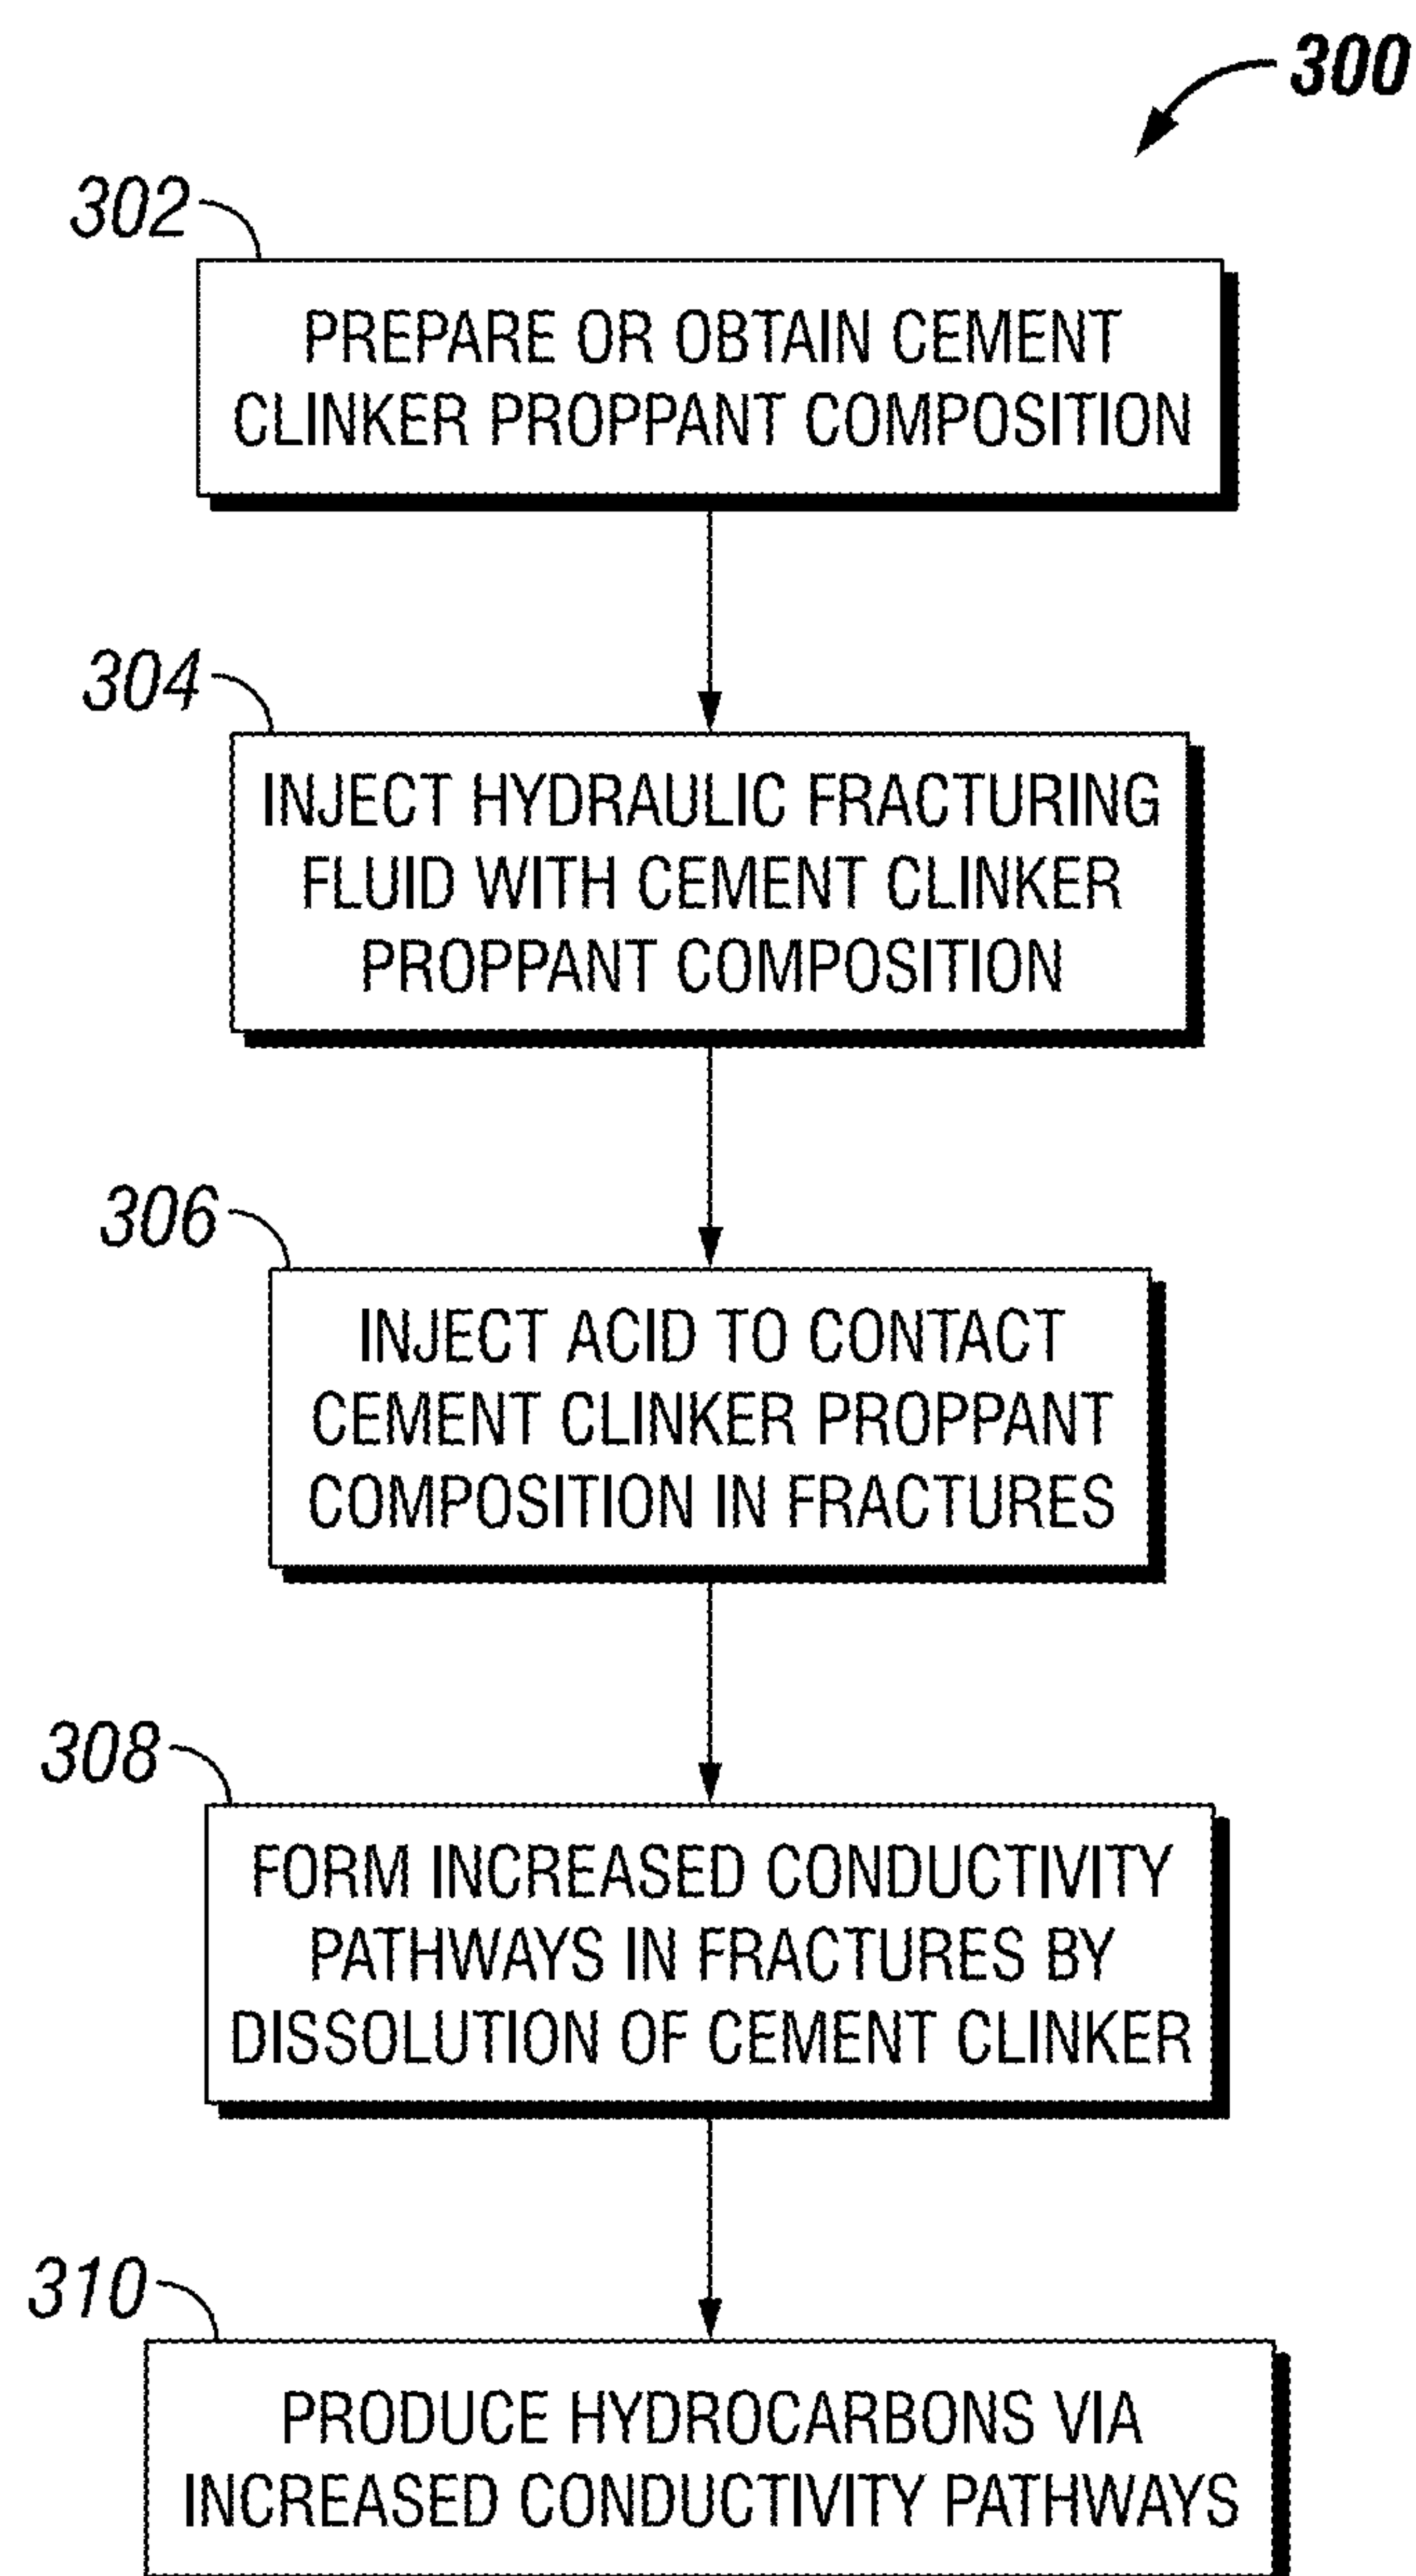 300
302
PREPARE OR OBTAIN CEMENT
CLINKER PROPPANT COMPOSITION
304
INJECT HYDRAULIC FRACTURING
FLUID WITH CEMENT CLINKER
PROPPANT COMPOSITION
306
INJECT ACID TO CONTACT
CEMENT CLINKER PROPPANT
COMPOSITION IN FRACTURES
308
FORM INCREASED CONDUCTIVITY
PATHWAYS IN FRACTURES BY
DISSOLUTION OF CEMENT CLINKER
310
PRODUCE HYDROCARBONS VIA
INCREASED CONDUCTIVITY PATHWAYS